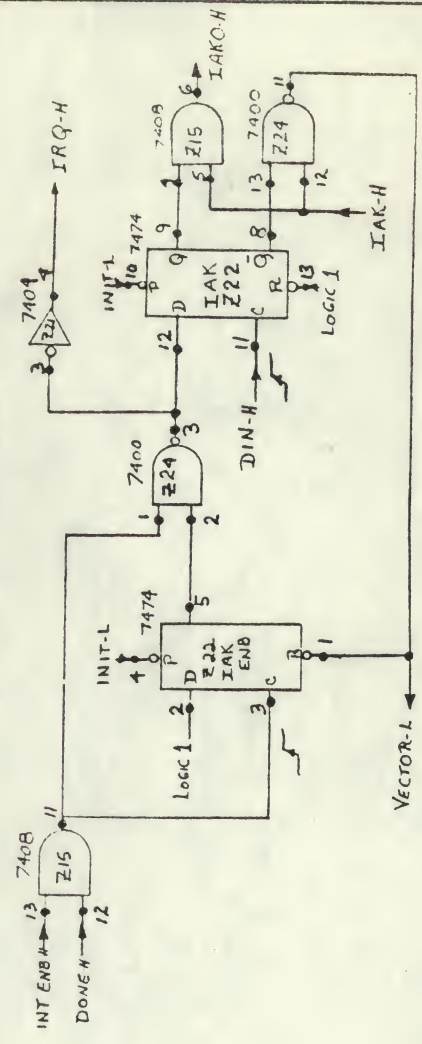 INT ENB H
DONE H
13
12
7408
Z15
11
LOGIC 1
2
3
INIT-L
4
7474
D
P
Z22
IAK
ENB
C
R
5
1
VECTOR-L
1
2
7400
Z24
3
3
7404
Z21
4
IRQ-H
DIN-H
12
11
INIT-L
10
7474
D
P
Q
IAK
Z22
C
R
Q̅
13
LOGIC 1
9
8
5
7408
Z15
6
IAKO-H
13
12
7400
Z24
11
IAK-H